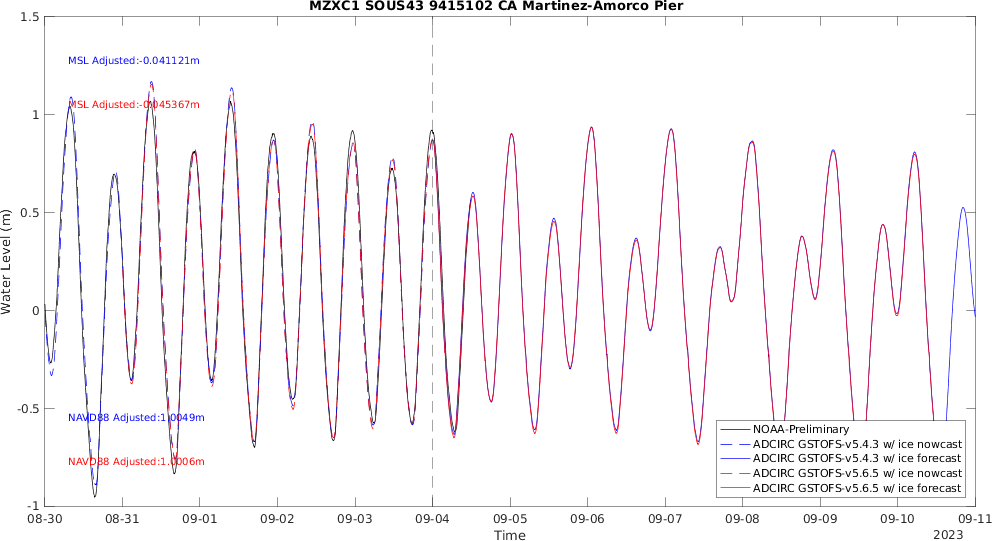 MZXC1 SOUS43 9415102 CA Martinez-Amorco Pier
1.5
1
0.5
0
-0.5
-1
Water Level (m)
MSL Adjusted:-0.041121m
MSL Adjusted:-0.045367m
NAVD88 Adjusted:1.0049m
NAVD88 Adjusted:1.0006m
NOAA-Preliminary
ADCIRC GSTOFS-v5.4.3 w/ ice nowcast
ADCIRC GSTOFS-v5.4.3 w/ ice forecast
ADCIRC GSTOFS-v5.6.5 w/ ice nowcast
ADCIRC GSTOFS-v5.6.5 w/ ice forecast
08-30 08-31 09-01 09-02 09-03 09-04 09-05 09-06 09-07 09-08 09-09 09-10 09-11
Time
2023